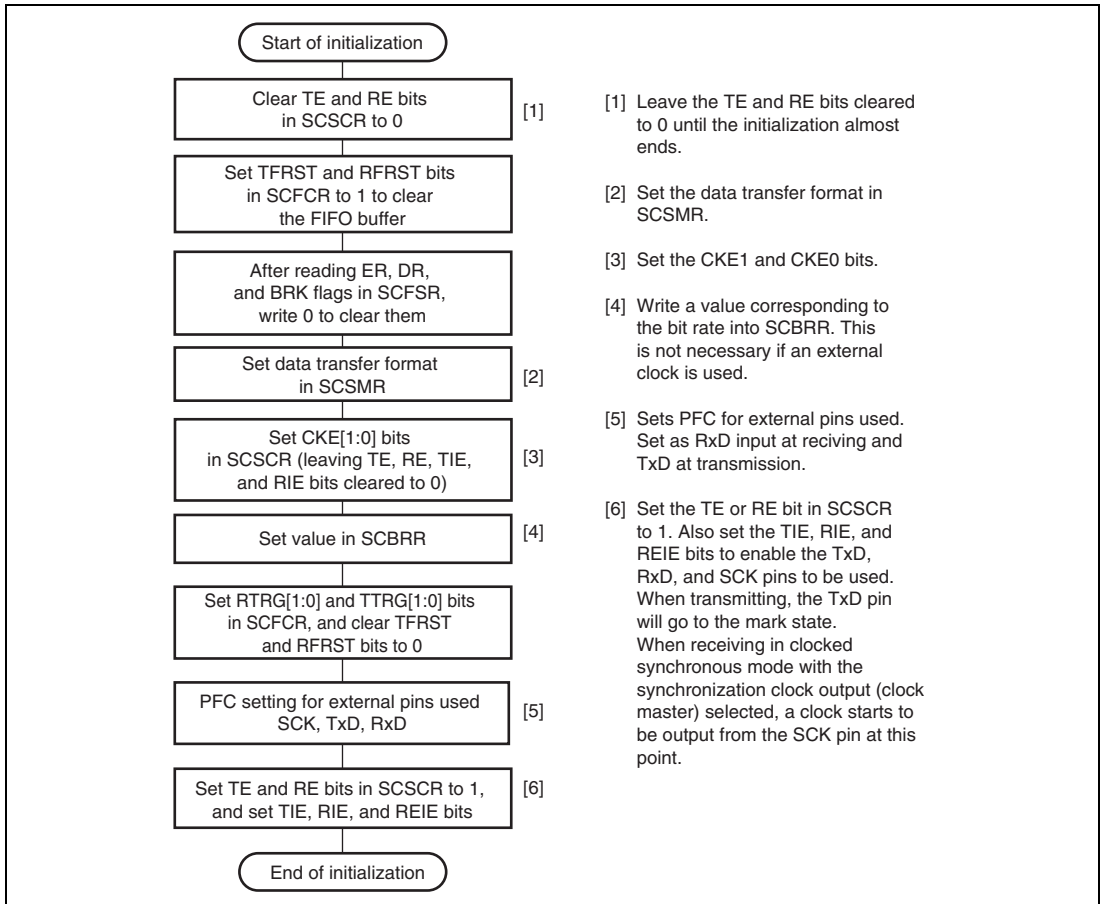 Start of initialization
Clear TE and RE bits
in SCSCR to 0
[1]
Set TFRST and RFRST bits
in SCFCR to 1 to clear
the FIFO buffer
After reading ER, DR,
and BRK flags in SCFSR,
write 0 to clear them
Set data transfer format
in SCSMR
[2]
Set CKE[1:0] bits
in SCSCR (leaving TE, RE, TIE,
and RIE bits cleared to 0)
[3]
Set value in SCBRR
[4]
Set RTRG[1:0] and TTRG[1:0] bits
in SCFCR, and clear TFRST
and RFRST bits to 0
PFC setting for external pins used
SCK, TxD, RxD
[5]
Set TE and RE bits in SCSCR to 1,
and set TIE, RIE, and REIE bits
[6]
End of initialization
[1] Leave the TE and RE bits cleared
to 0 until the initialization almost
ends.
[2] Set the data transfer format in
SCSMR.
[3] Set the CKE1 and CKE0 bits.
[4] Write a value corresponding to
the bit rate into SCBRR. This
is not necessary if an external
clock is used.
[5] Sets PFC for external pins used.
Set as RxD input at reciving and
TxD at transmission.
[6] Set the TE or RE bit in SCSCR
to 1. Also set the TIE, RIE, and
REIE bits to enable the TxD,
RxD, and SCK pins to be used.
When transmitting, the TxD pin
will go to the mark state.
When receiving in clocked
synchronous mode with the
synchronization clock output (clock
master) selected, a clock starts to
be output from the SCK pin at this
point.